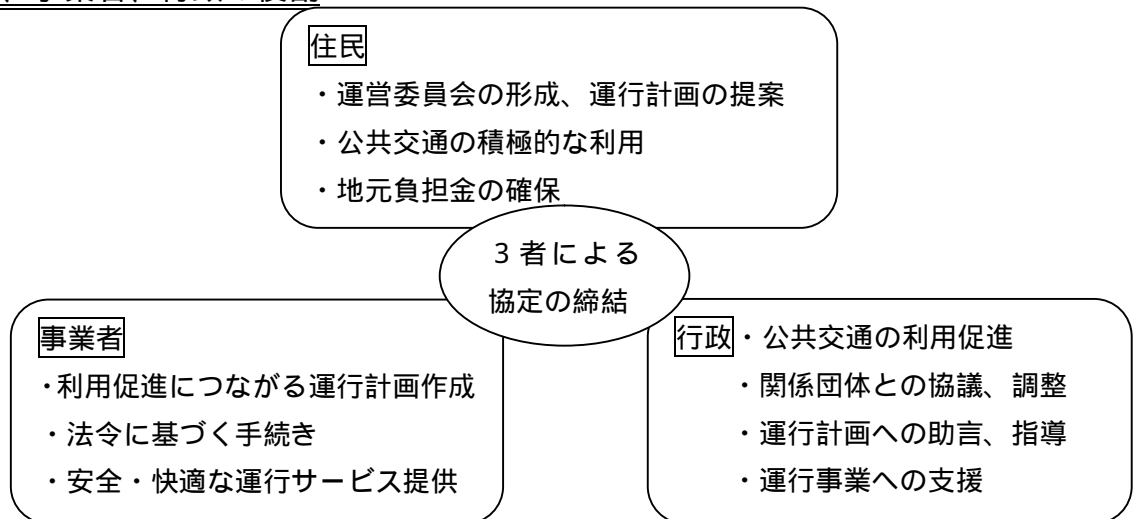 住民
・運営委員会の形成、運行計画の提案
・公共交通の積極的な利用
・地元負担金の確保
3者による
協定の締結
事業者
・利用促進につながる運行計画作成
・法令に基づく手続き
・安全・快適な運行サービス提供
行政・公共交通の利用促進
・関係団体との協議、調整
・運行計画への助言、指導
・運行事業への支援